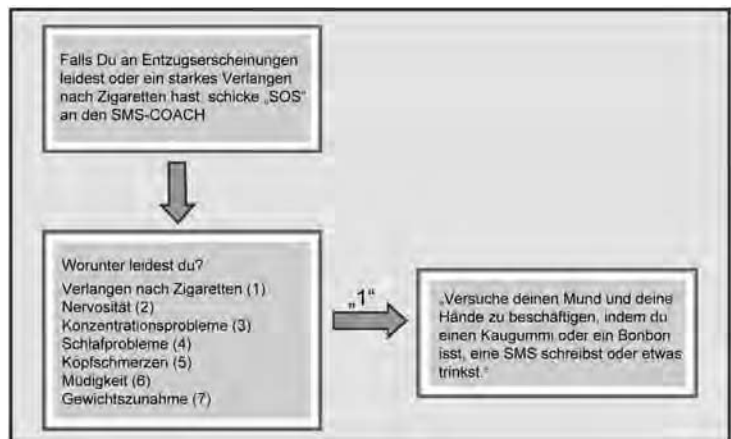 Falls Du an Entzugserscheinungen
leidest oder ein starkes Verlangen
nach Zigaretten hast, schicke „SOS“
an den SMS-COACH
Worunter leidest du?
Verlangen nach Zigaretten (1)
Nervosität (2)
Konzentrationsprobleme (3)
Schlafprobleme (4)
Kopfschmerzen (5)
Müdigkeit (6)
Gewichtszunahme (7)
„1“
„Versuche deinen Mund und deine
Hände zu beschäftigen, indem du
einen Kaugummi oder ein Bonbon
isst, eine SMS schreibst oder etwas
trinkst.“